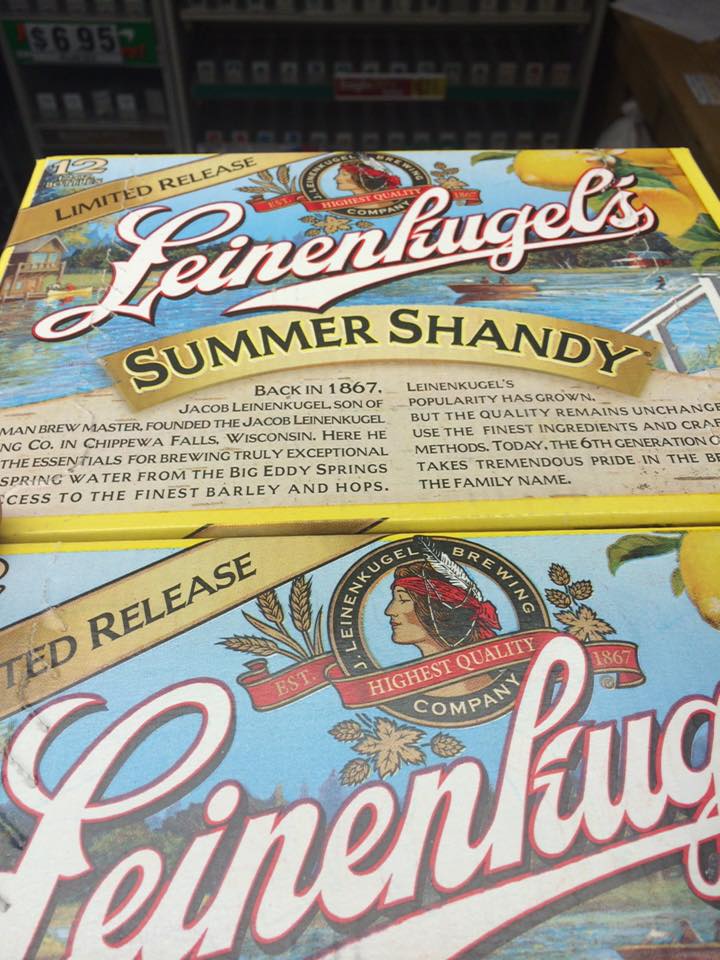 $6.95
12
LIMITED RELEASE
J. LEINENKUGEL BREWING
EST. HIGHEST QUALITY 1867
COMPANY
Leinenkugel's
SUMMER SHANDY
BACK IN 1867,
JACOB LEINENKUGEL, SON OF
MAN BREW MASTER, FOUNDED THE JACOB LEINENKUGEL
NG CO. IN CHIPPEWA FALLS, WISCONSIN. HERE HE
THE ESSENTIALS FOR BREWING TRULY EXCEPTIONAL
SPRING WATER FROM THE BIG EDDY SPRINGS
CCESS TO THE FINEST BARLEY AND HOPS.
LEINENKUGEL'S
POPULARITY HAS GROWN,
BUT THE QUALITY REMAINS UNCHANGE
USE THE FINEST INGREDIENTS AND CRAF
METHODS. TODAY, THE 6TH GENERATION O
TAKES TREMENDOUS PRIDE IN THE BE
THE FAMILY NAME.
TED RELEASE
J. LEINENKUGEL BREWING
EST. HIGHEST QUALITY 1867
COMPANY
Leinenkug